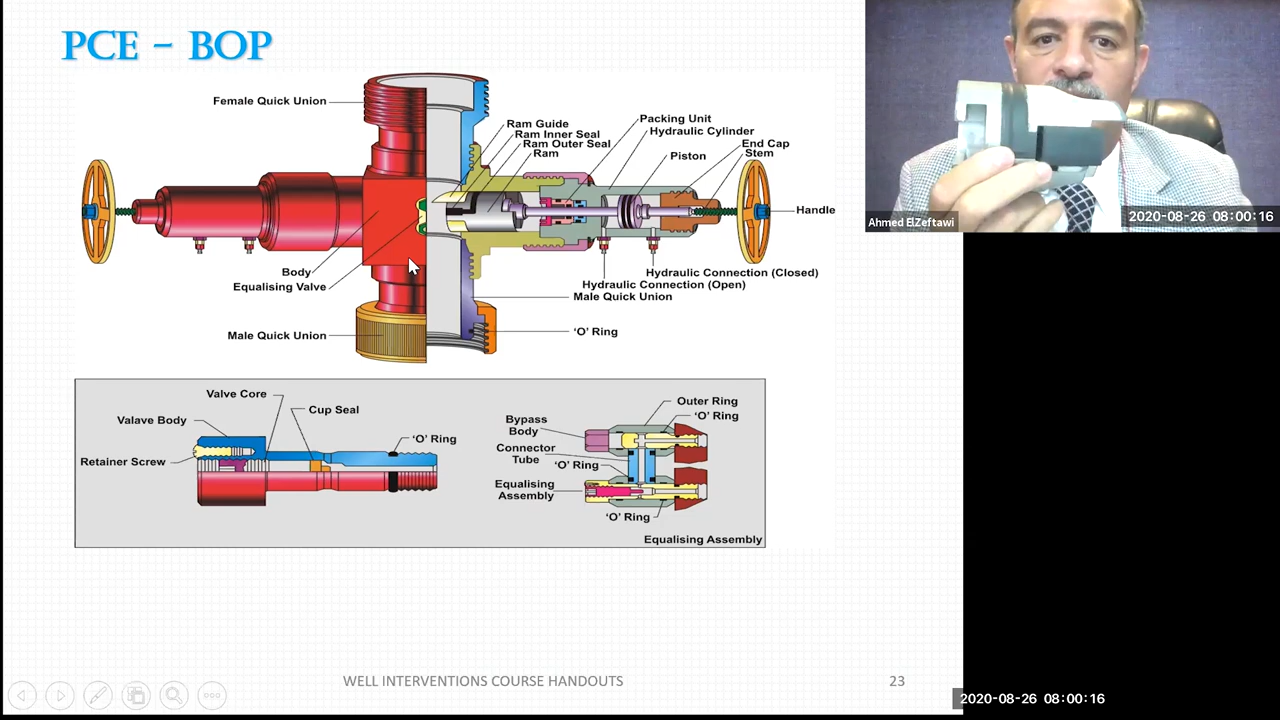 PCE – BOP
Female Quick Union
Ram Guide
Ram Inner Seal
Ram Outer Seal
Ram
Packing Unit
Hydraulic Cylinder
Piston
End Cap
Stem
Handle
Body
Equalising Valve
Hydraulic Connection (Closed)
Hydraulic Connection (Open)
Male Quick Union
'O' Ring
Male Quick Union
Valve Core
Cup Seal
Valave Body
'O' Ring
Retainer Screw
Outer Ring
'O' Ring
Bypass
Body
Connector
Tube
'O' Ring
Equalising
Assembly
'O' Ring
Equalising Assembly
WELL INTERVENTIONS COURSE HANDOUTS
23
Ahmed ElZeftawi
2020-08-26 08:00:16
2020-08-26 08:00:16